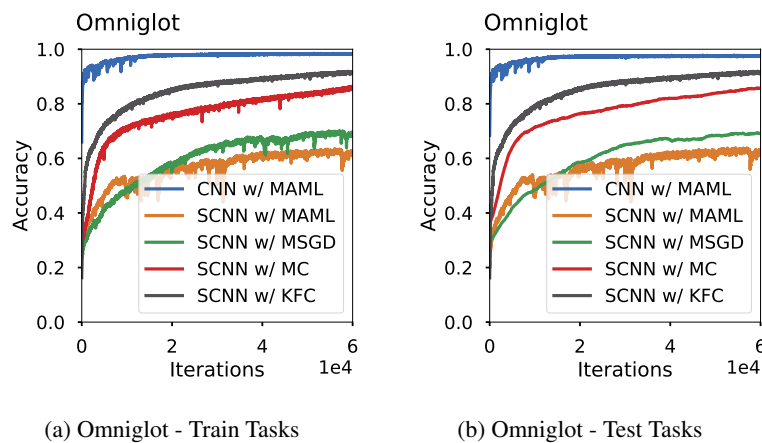 Omniglot
1.0
0.8
0.6
0.4
0.2
0.0
Accuracy
CNN w/ MAML
SCNN w/ MAML
SCNN w/ MSGD
SCNN w/ MC
SCNN w/ KFC
0 2 4 6
Iterations 1e4
(a) Omniglot - Train Tasks
Omniglot
1.0
0.8
0.6
0.4
0.2
0.0
Accuracy
CNN w/ MAML
SCNN w/ MAML
SCNN w/ MSGD
SCNN w/ MC
SCNN w/ KFC
0 2 4 6
Iterations 1e4
(b) Omniglot - Test Tasks